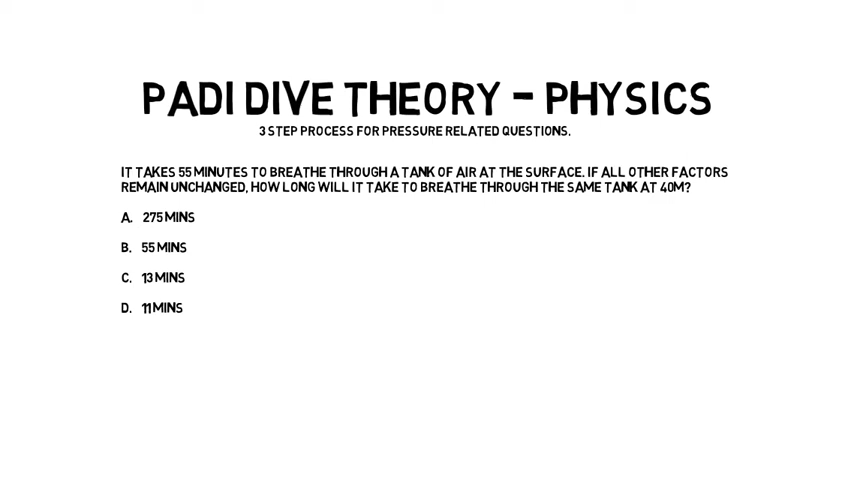 PADI DIVE THEORY - PHYSICS
3 STEP PROCESS FOR PRESSURE RELATED QUESTIONS.
IT TAKES 55 MINUTES TO BREATHE THROUGH A TANK OF AIR AT THE SURFACE. IF ALL OTHER FACTORS
REMAIN UNCHANGED, HOW LONG WILL IT TAKE TO BREATHE THROUGH THE SAME TANK AT 40M?
A. 275 MINS
B. 55 MINS
C. 13 MINS
D. 11 MINS